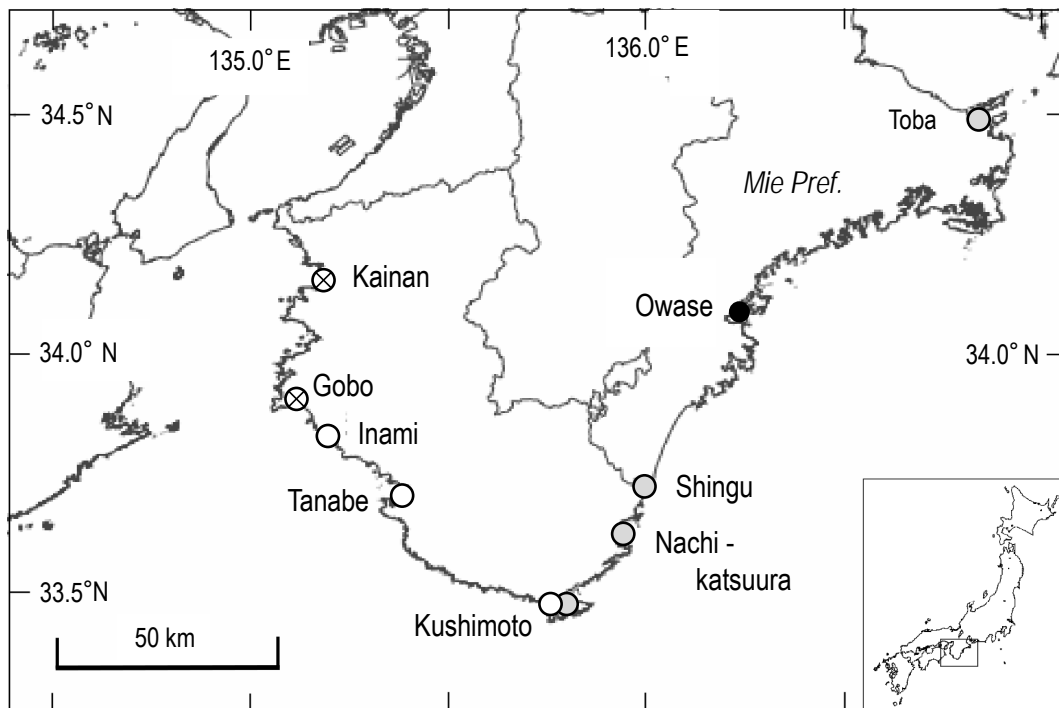 135.0° E
136.0° E
34.5° N
Toba
Mie Pref.
Kainan
Owase
34.0° N
34.0° N
Gobo
Inami
Tanabe
Shingu
Nachi -
katsuura
33.5° N
Kushimoto
50 km